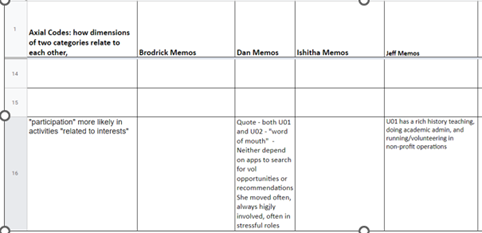 1
Axial Codes: how dimensions
of two categories relate to
each other,
Brodrick Memos
Dan Memos
Ishitha Memos
Jeff Memos
14
15
16
"participation" more likely in
activities "related to interests"
Quote - both U01
and U02 - "word
of mouth" -
Neither depend
on apps to search
for vol
opportunities or
recommendations
She moved often,
always higjly
involved, often in
stressful roles
U01 has a rich history teaching,
doing academic admin, and
running/volunteering in
non-profit operations